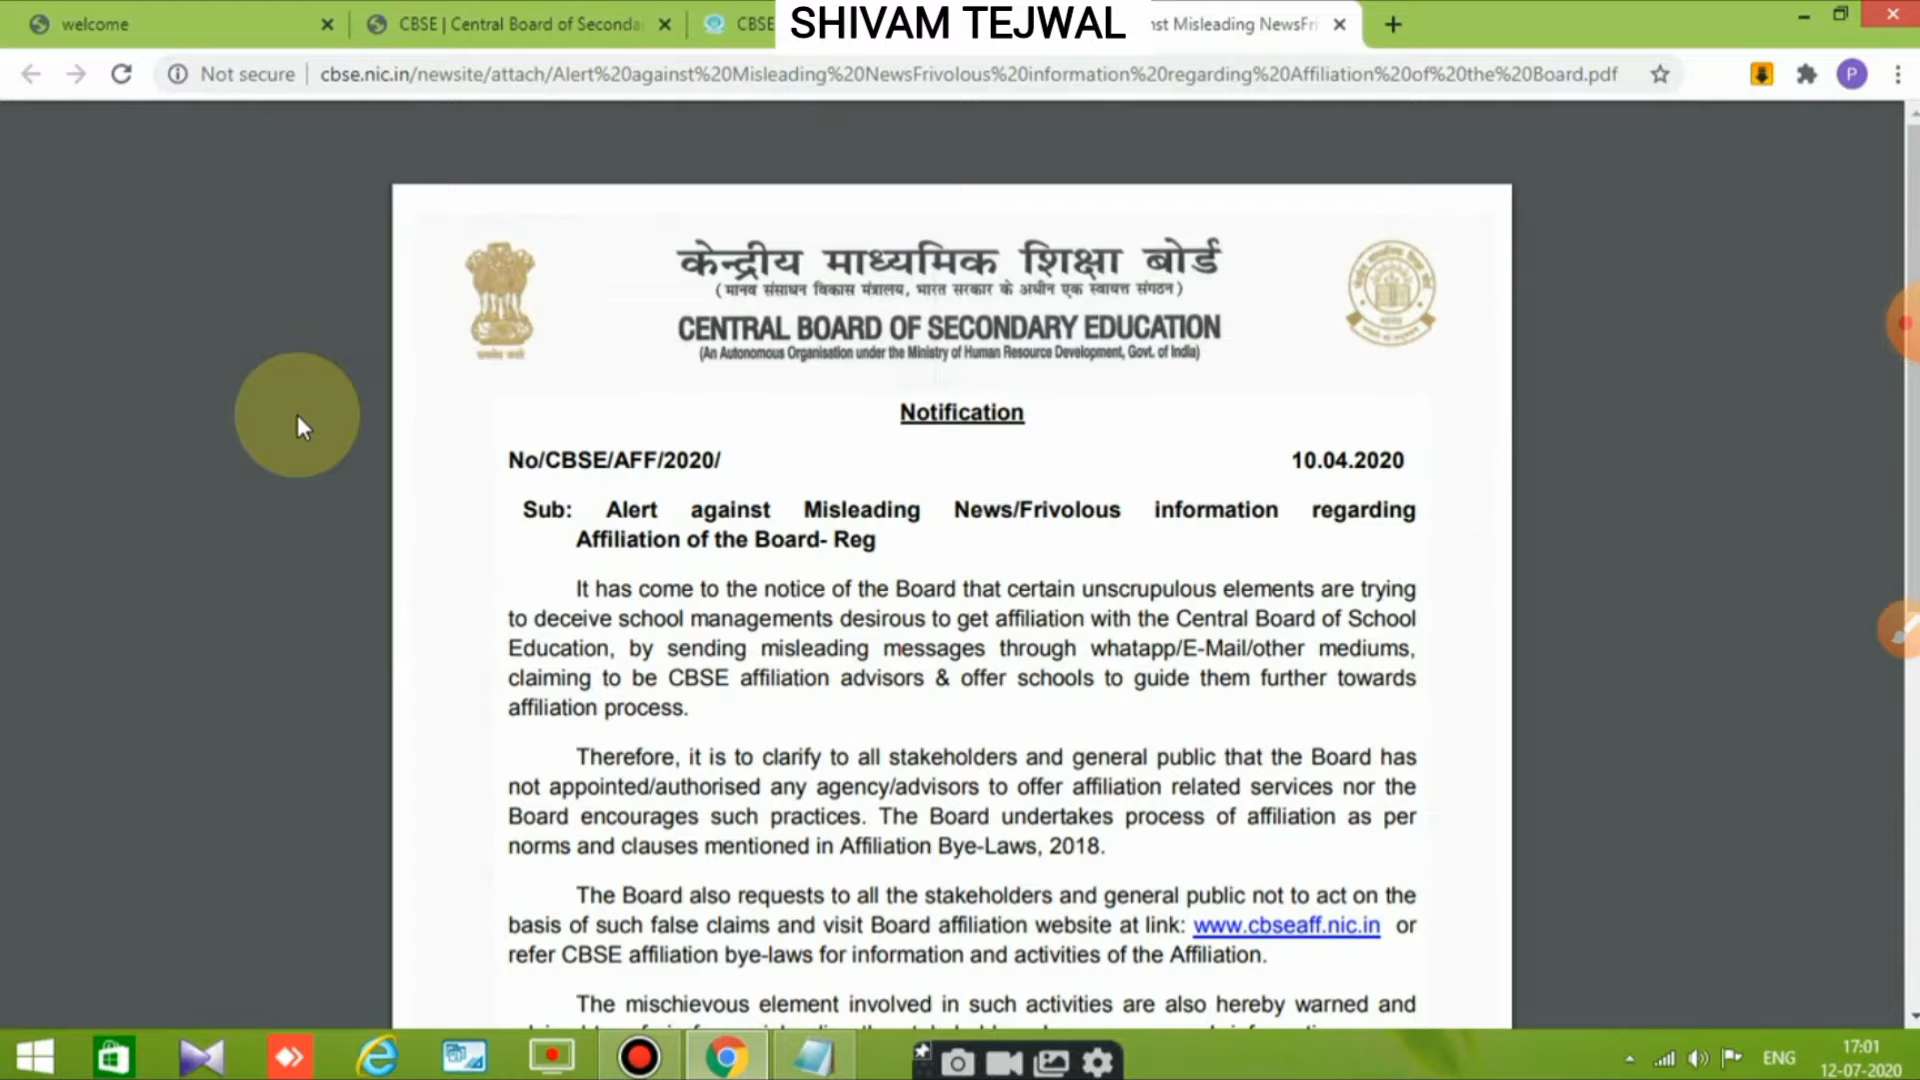 SHIVAM TEJWAL
welcome
CBSE | Central Board of Seconda
CBSE
nst Misleading NewsFri
Not secure
cbse.nic.in/newsite/attach/Alert%20against%20Misleading%20NewsFrivolous%20information%20regarding%20Affiliation%20of%20the%20Board.pdf
P
केन्द्रीय माध्यमिक शिक्षा बोर्ड
(मानव संसाधन विकास मंत्रालय, भारत सरकार के अधीन एक स्वायत्त संगठन)
CENTRAL BOARD OF SECONDARY EDUCATION
(An Autonomous Organisation under the Ministry of Human Resource Development, Govt. of India)
Notification
No/CBSE/AFF/2020/ 10.04.2020
Sub: Alert against Misleading News/Frivolous information regarding
Affiliation of the Board- Reg
It has come to the notice of the Board that certain unscrupulous elements are trying
to deceive school managements desirous to get affiliation with the Central Board of School
Education, by sending misleading messages through whatapp/E-Mail/other mediums,
claiming to be CBSE affiliation advisors & offer schools to guide them further towards
affiliation process.
Therefore, it is to clarify to all stakeholders and general public that the Board has
not appointed/authorised any agency/advisors to offer affiliation related services nor the
Board encourages such practices. The Board undertakes process of affiliation as per
norms and clauses mentioned in Affiliation Bye-Laws, 2018.
The Board also requests to all the stakeholders and general public not to act on the
basis of such false claims and visit Board affiliation website at link: www.cbseaff.nic.in or
refer CBSE affiliation bye-laws for information and activities of the Affiliation.
The mischievous element involved in such activities are also hereby warned and
ENG
17:01
12-07-2020